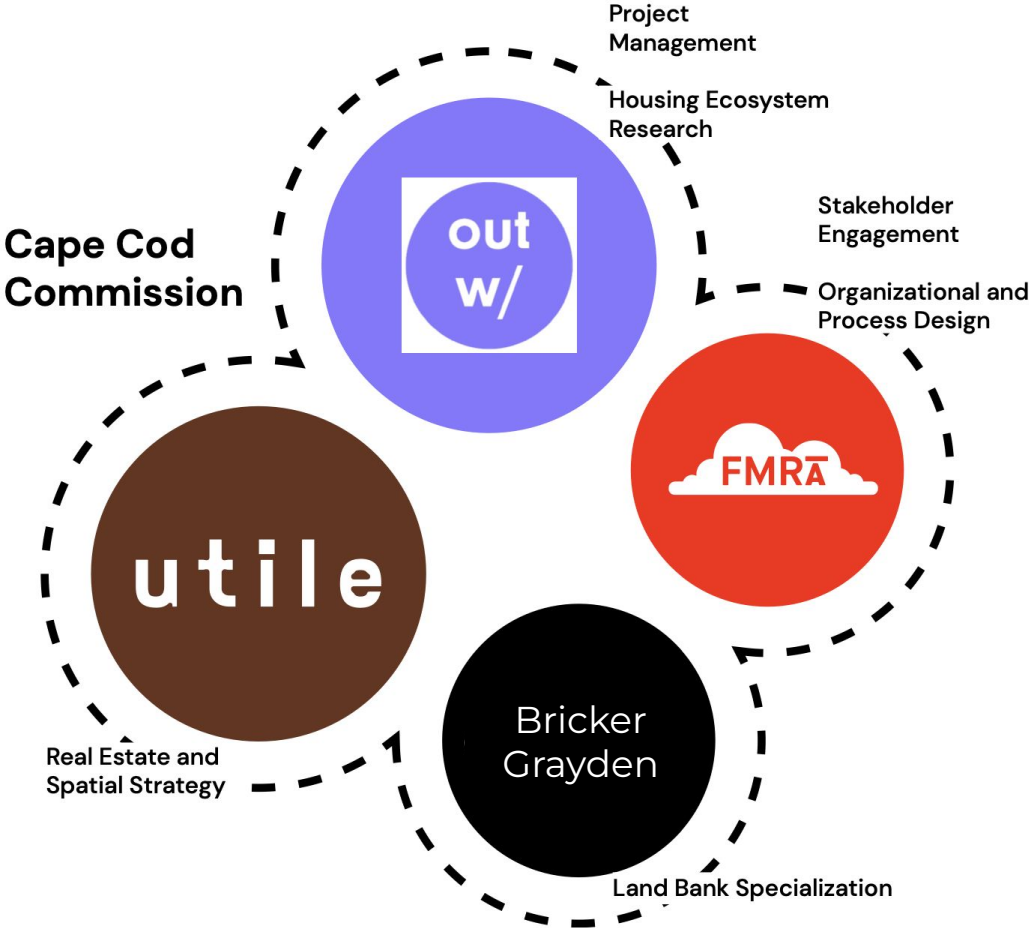 Project
Management
Housing Ecosystem
Research
out
w/
Stakeholder
Engagement
Organizational and
Process Design
Cape Cod
Commission
FMRA
utile
Bricker
Grayden
Real Estate and
Spatial Strategy
Land Bank Specialization